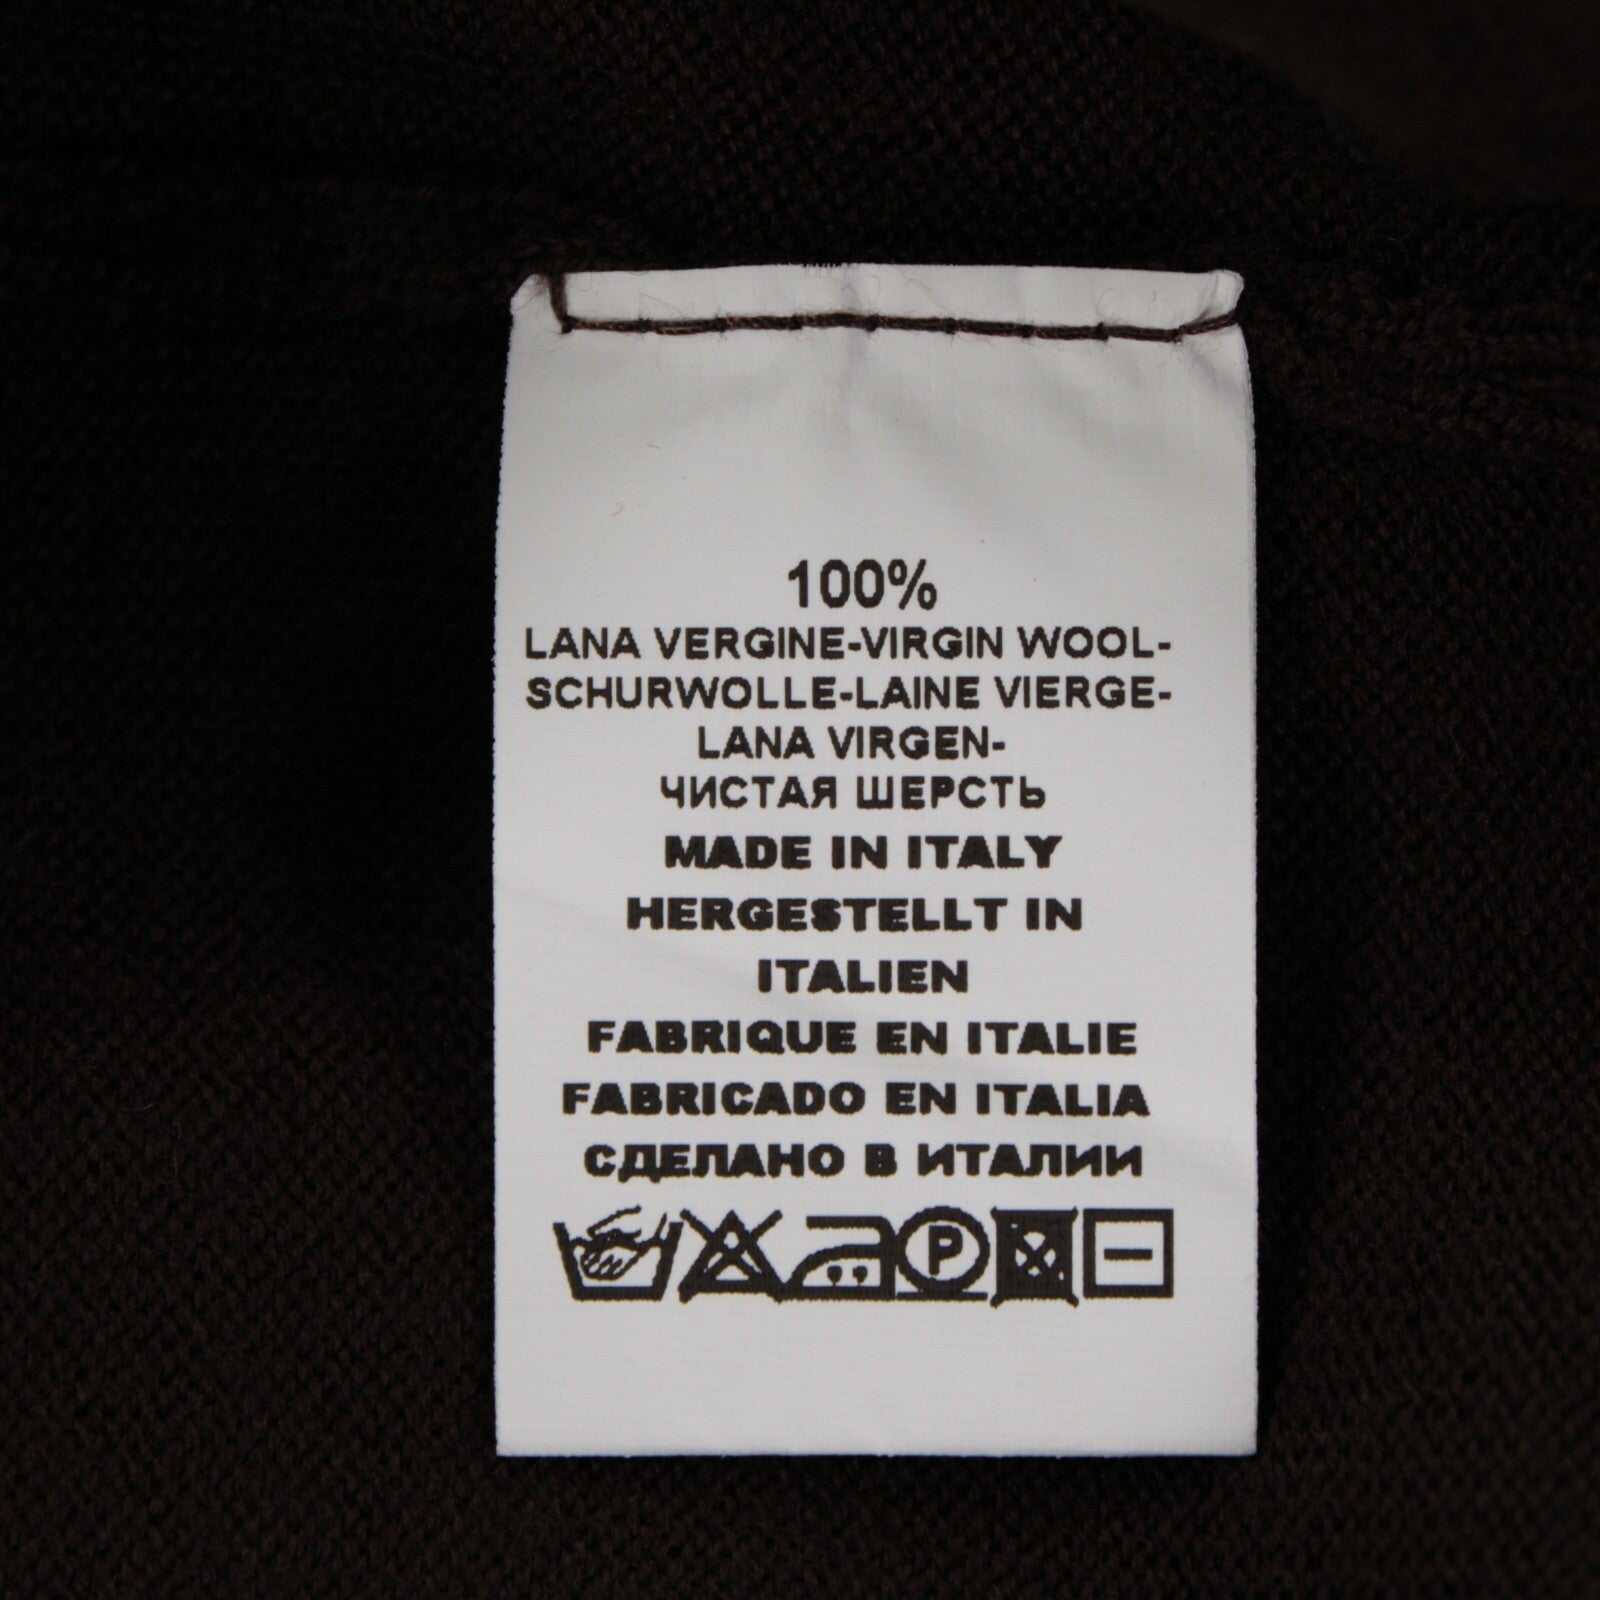 100%
LANA VERGINE-VIRGIN WOOL-
SCHURWOLLE-LAINE VIERGE-
LANA VIRGEN-
ЧИСТАЯ ШЕРСТЬ
MADE IN ITALY
HERGESTELLT IN
ITALIEN
FABRIQUE EN ITALIE
FABRICADO EN ITALIA
СДЕЛАНО В ИТАЛИИ
P